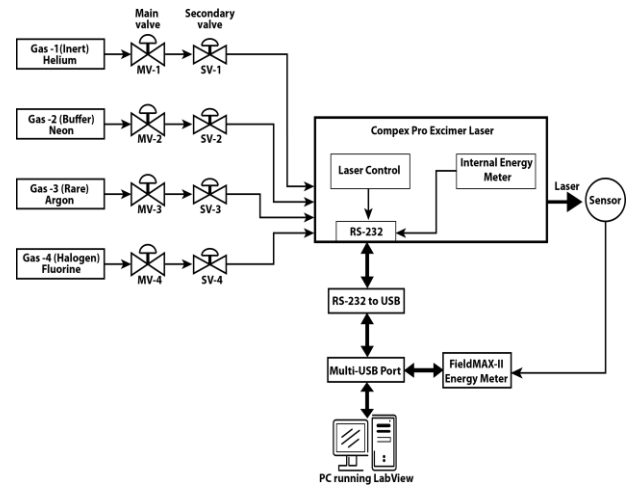 Main
valve
Secondary
valve
Gas -1(Inert)
Helium
MV-1
SV-1
Gas -2 (Buffer)
Neon
MV-2
SV-2
Gas -3 (Rare)
Argon
MV-3
SV-3
Gas -4 (Halogen)
Fluorine
MV-4
SV-4
Compex Pro Excimer Laser
Laser Control
Internal Energy
Meter
RS-232
Laser
Sensor
RS-232 to USB
Multi-USB Port
FieldMAX-II
Energy Meter
PC running LabView